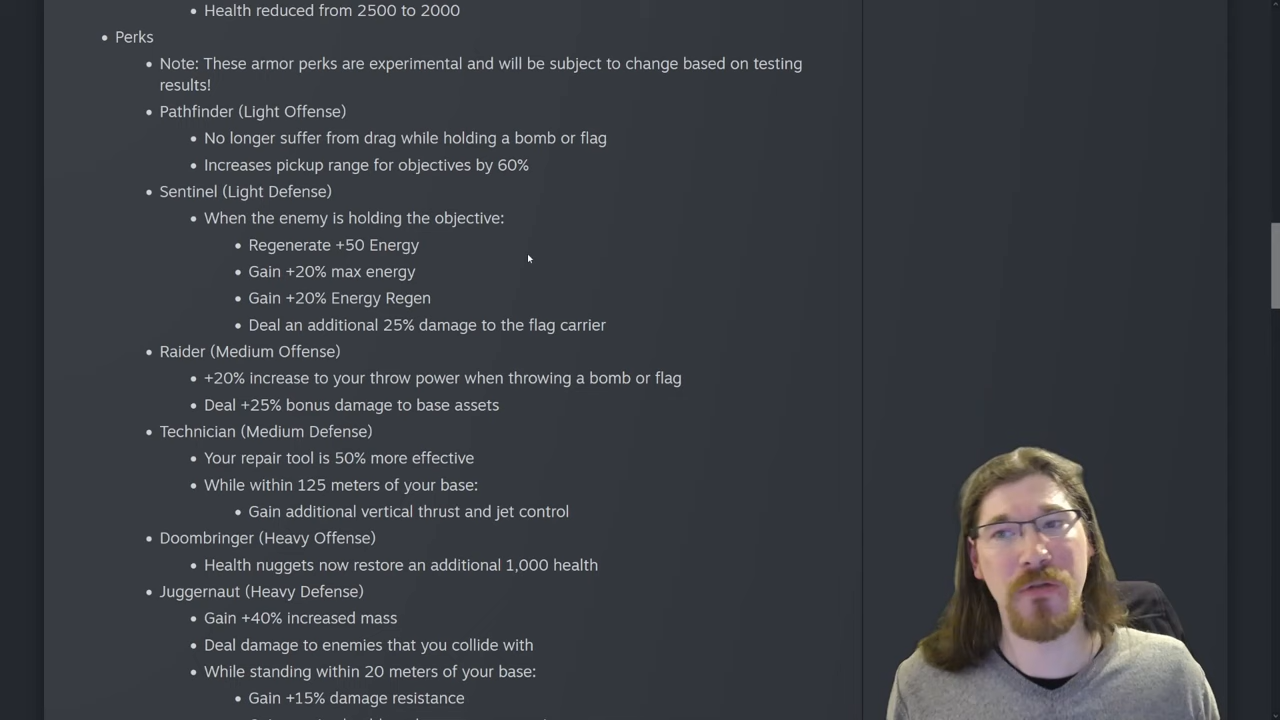 Health reduced from 2500 to 2000
Perks
Note: These armor perks are experimental and will be subject to change based on testing
results!
Pathfinder (Light Offense)
No longer suffer from drag while holding a bomb or flag
Increases pickup range for objectives by 60%
Sentinel (Light Defense)
When the enemy is holding the objective:
Regenerate +50 Energy
Gain +20% max energy
Gain +20% Energy Regen
Deal an additional 25% damage to the flag carrier
Raider (Medium Offense)
+20% increase to your throw power when throwing a bomb or flag
Deal +25% bonus damage to base assets
Technician (Medium Defense)
Your repair tool is 50% more effective
While within 125 meters of your base:
Gain additional vertical thrust and jet control
Doombringer (Heavy Offense)
Health nuggets now restore an additional 1,000 health
Juggernaut (Heavy Defense)
Gain +40% increased mass
Deal damage to enemies that you collide with
While standing within 20 meters of your base:
Gain +15% damage resistance